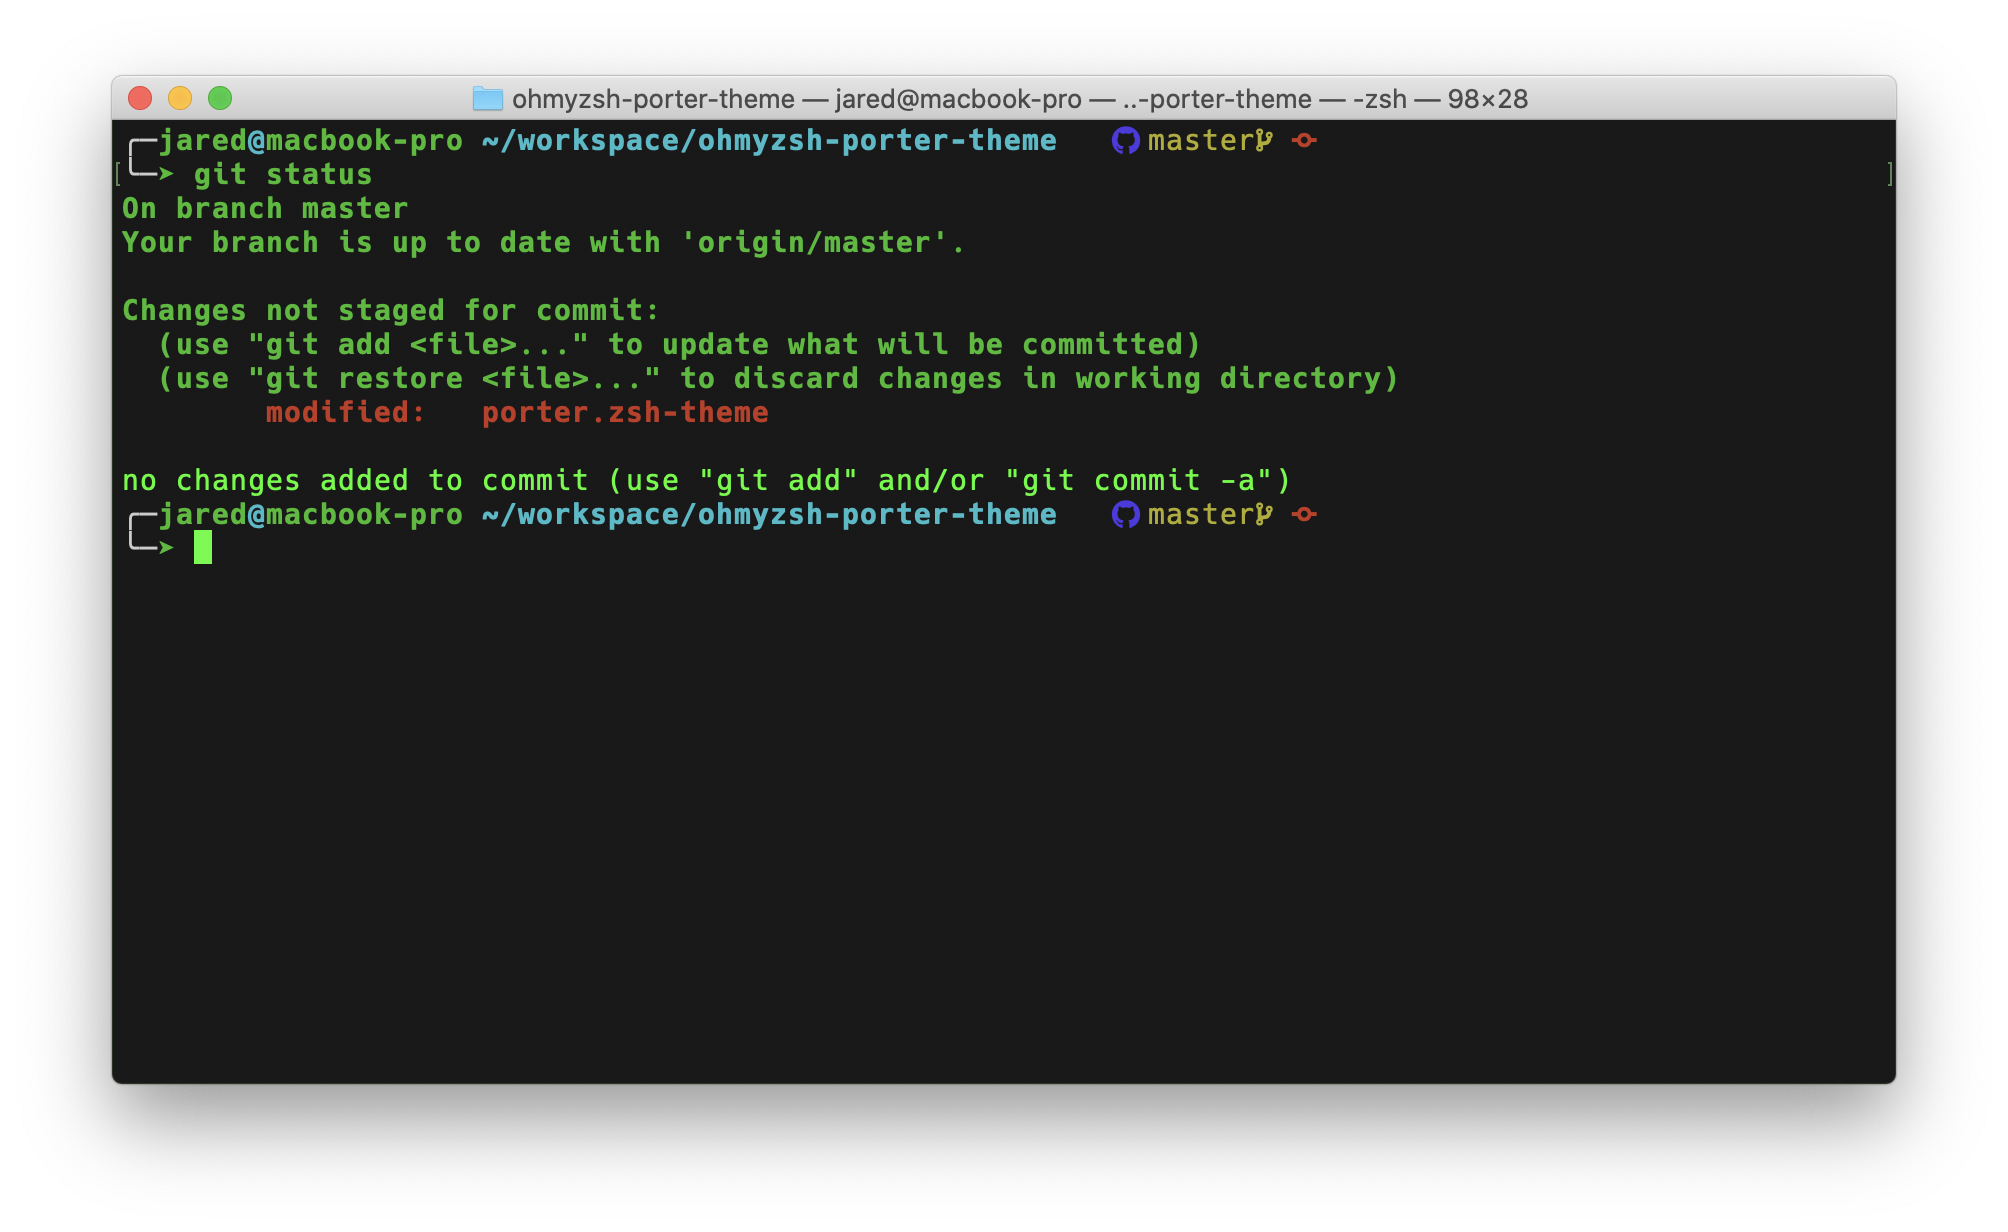 ohmyzsh-porter-theme — jared@macbook-pro — ..-porter-theme — -zsh — 98×28
╭─jared@macbook-pro ~/workspace/ohmyzsh-porter-theme master
╰─➤ git status
On branch master
Your branch is up to date with 'origin/master'.
Changes not staged for commit:
(use "git add <file>..." to update what will be committed)
(use "git restore <file>..." to discard changes in working directory)
modified: porter.zsh-theme
no changes added to commit (use "git add" and/or "git commit -a")
╭─jared@macbook-pro ~/workspace/ohmyzsh-porter-theme master
╰─➤